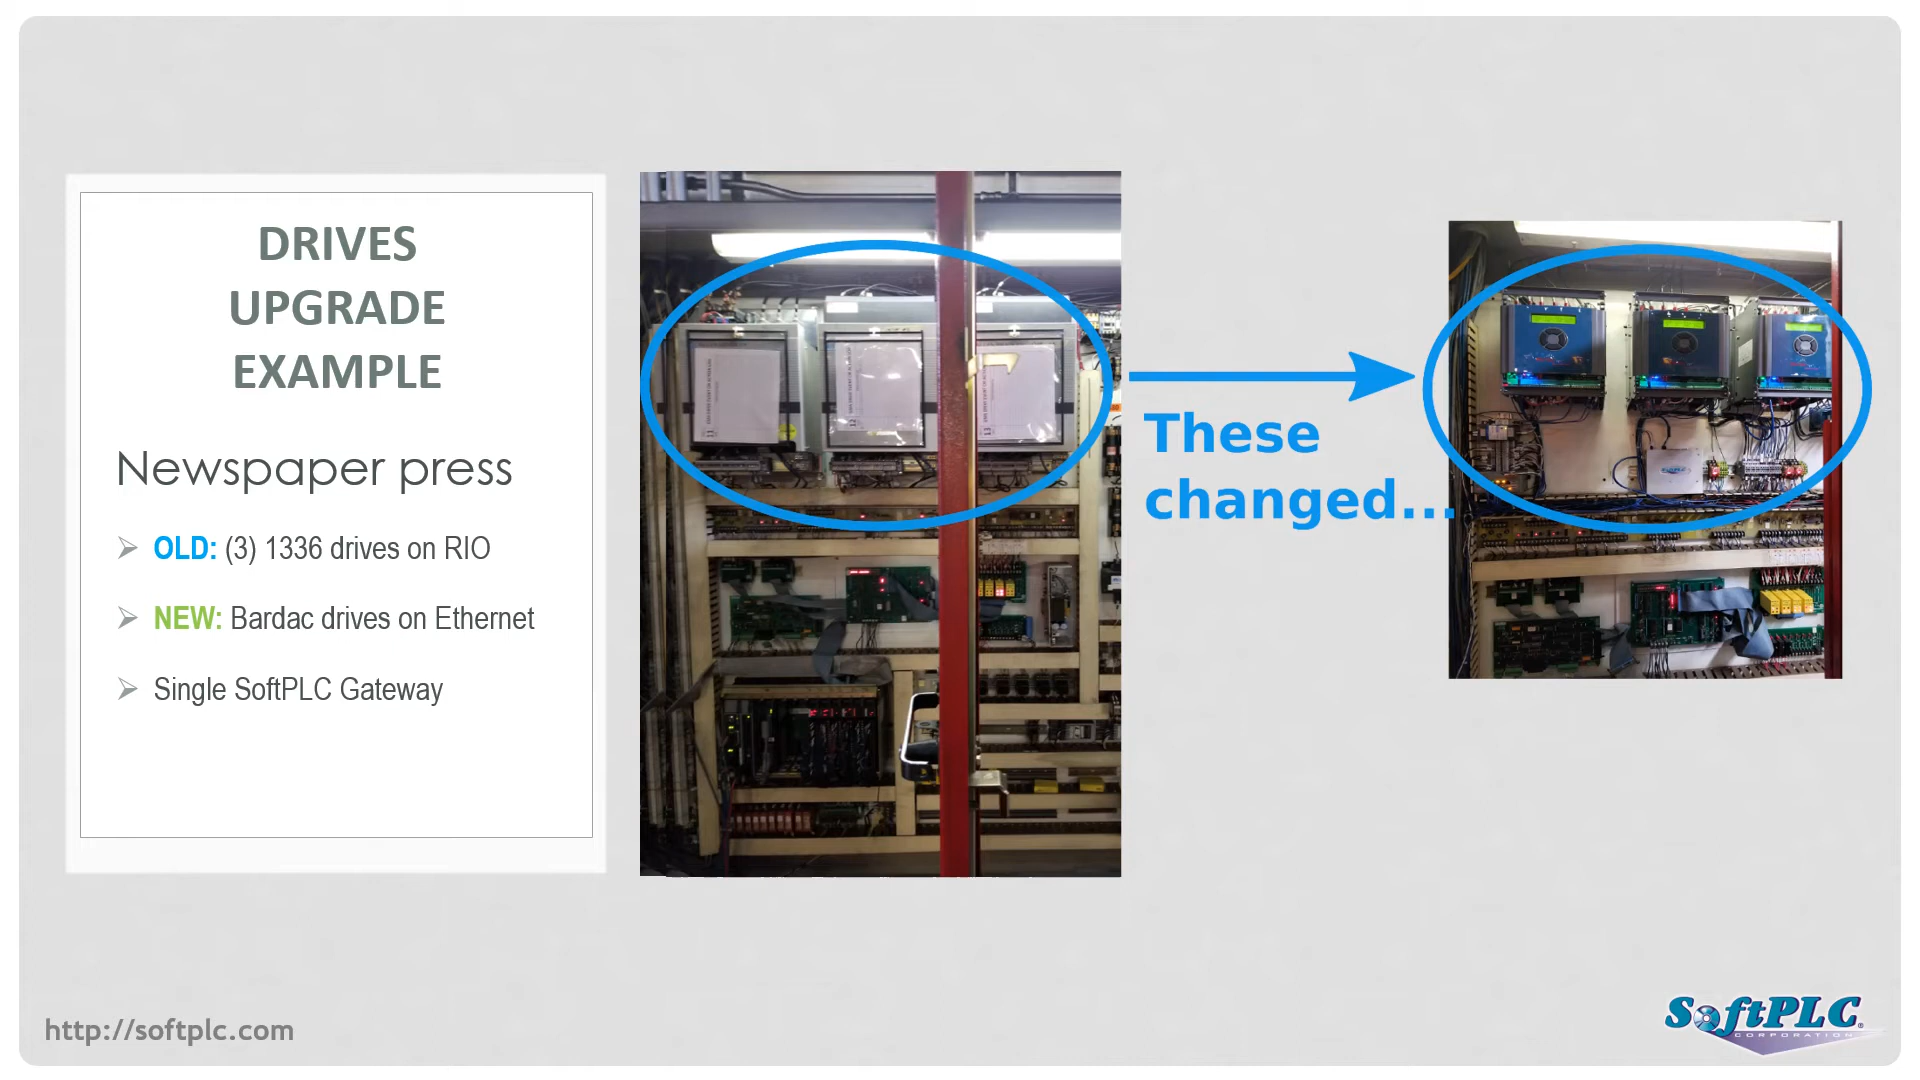 DRIVES
UPGRADE
EXAMPLE
Newspaper press
OLD: (3) 1336 drives on RIO
NEW: Bardac drives on Ethernet
Single SoftPLC Gateway
These
changed...
http://softplc.com
SoftPLC
CORPORATION